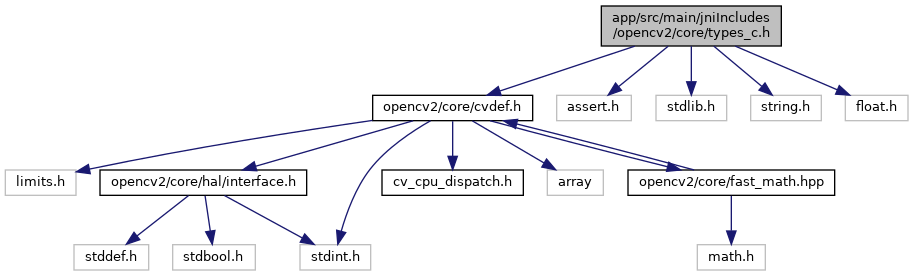 app/src/main/jniIncludes
/opencv2/core/types_c.h
opencv2/core/cvdef.h
assert.h
stdlib.h
string.h
float.h
limits.h
opencv2/core/hal/interface.h
cv_cpu_dispatch.h
array
opencv2/core/fast_math.hpp
stddef.h
stdbool.h
stdint.h
math.h